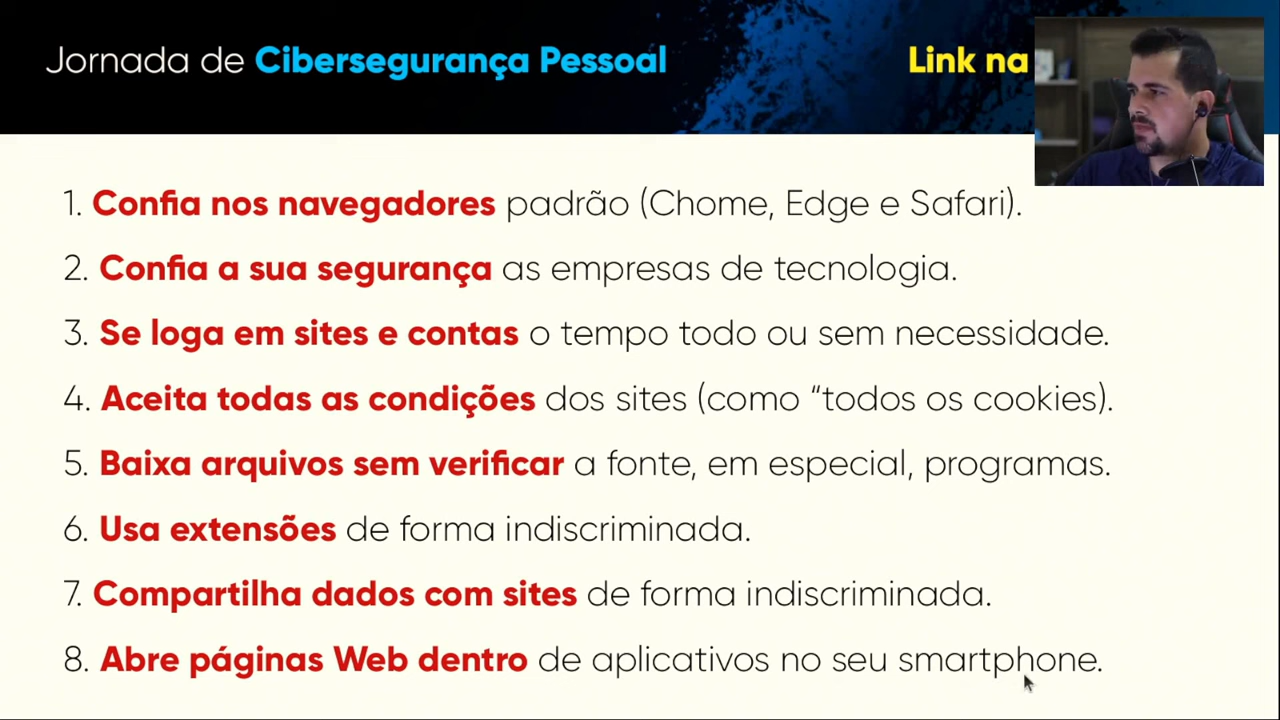 Jornada de Cibersegurança Pessoal
Link na
1. Confia nos navegadores padrão (Chome, Edge e Safari).
2. Confia a sua segurança as empresas de tecnologia.
3. Se loga em sites e contas o tempo todo ou sem necessidade.
4. Aceita todas as condições dos sites (como “todos os cookies).
5. Baixa arquivos sem verificar a fonte, em especial, programas.
6. Usa extensões de forma indiscriminada.
7. Compartilha dados com sites de forma indiscriminada.
8. Abre páginas Web dentro de aplicativos no seu smartphone.